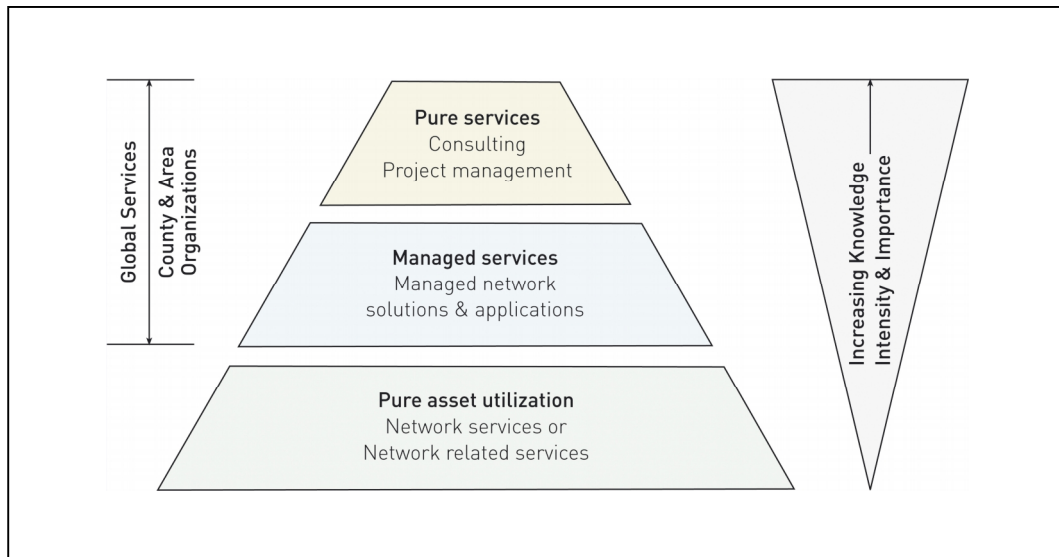 Global Services
County & Area
Organizations
Pure services
Consulting
Project management
Managed services
Managed network
solutions & applications
Pure asset utilization
Network services or
Network related services
Increasing Knowledge
Intensity & Importance